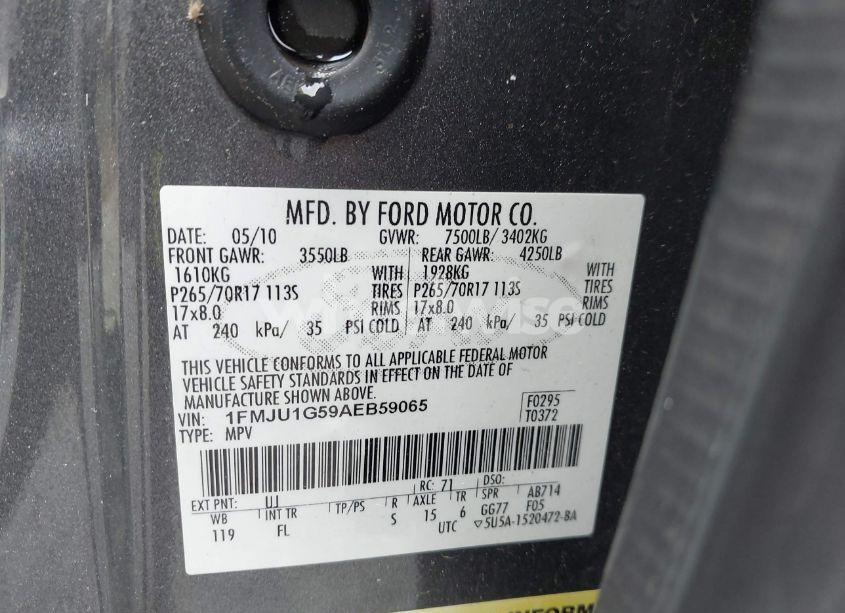 MFD. BY FORD MOTOR CO.
DATE: 05/10 GVWR: 7500LB/ 3402KG
FRONT GAWR: 3550LB REAR GAWR: 4250LB
1610KG WITH 1928KG WITH
P265/70R17 113S TIRES P265/70R17 113S TIRES
17x8.0 RIMS 17x8.0 RIMS
AT 240 kPa/ 35 PSI COLD AT 240 kPa/ 35 PSI COLD
THIS VEHICLE CONFORMS TO ALL APPLICABLE FEDERAL MOTOR
VEHICLE SAFETY STANDARDS IN EFFECT ON THE DATE OF
MANUFACTURE SHOWN ABOVE.
VIN: 1FMJU1G59AEB59065 F0295
TYPE: MPV T0372
EXT PNT: UJ RC: 71 DSO:
WB INT TR TP/PS R AXLE TR SPR AB714
119 FL S 15 6 GG77 F05
UTC ▽5U5A-1520472-BA